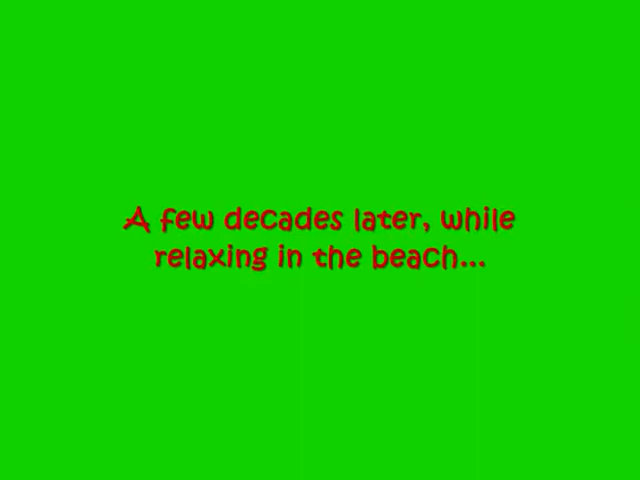 A few decades later, while
relaxing in the beach...